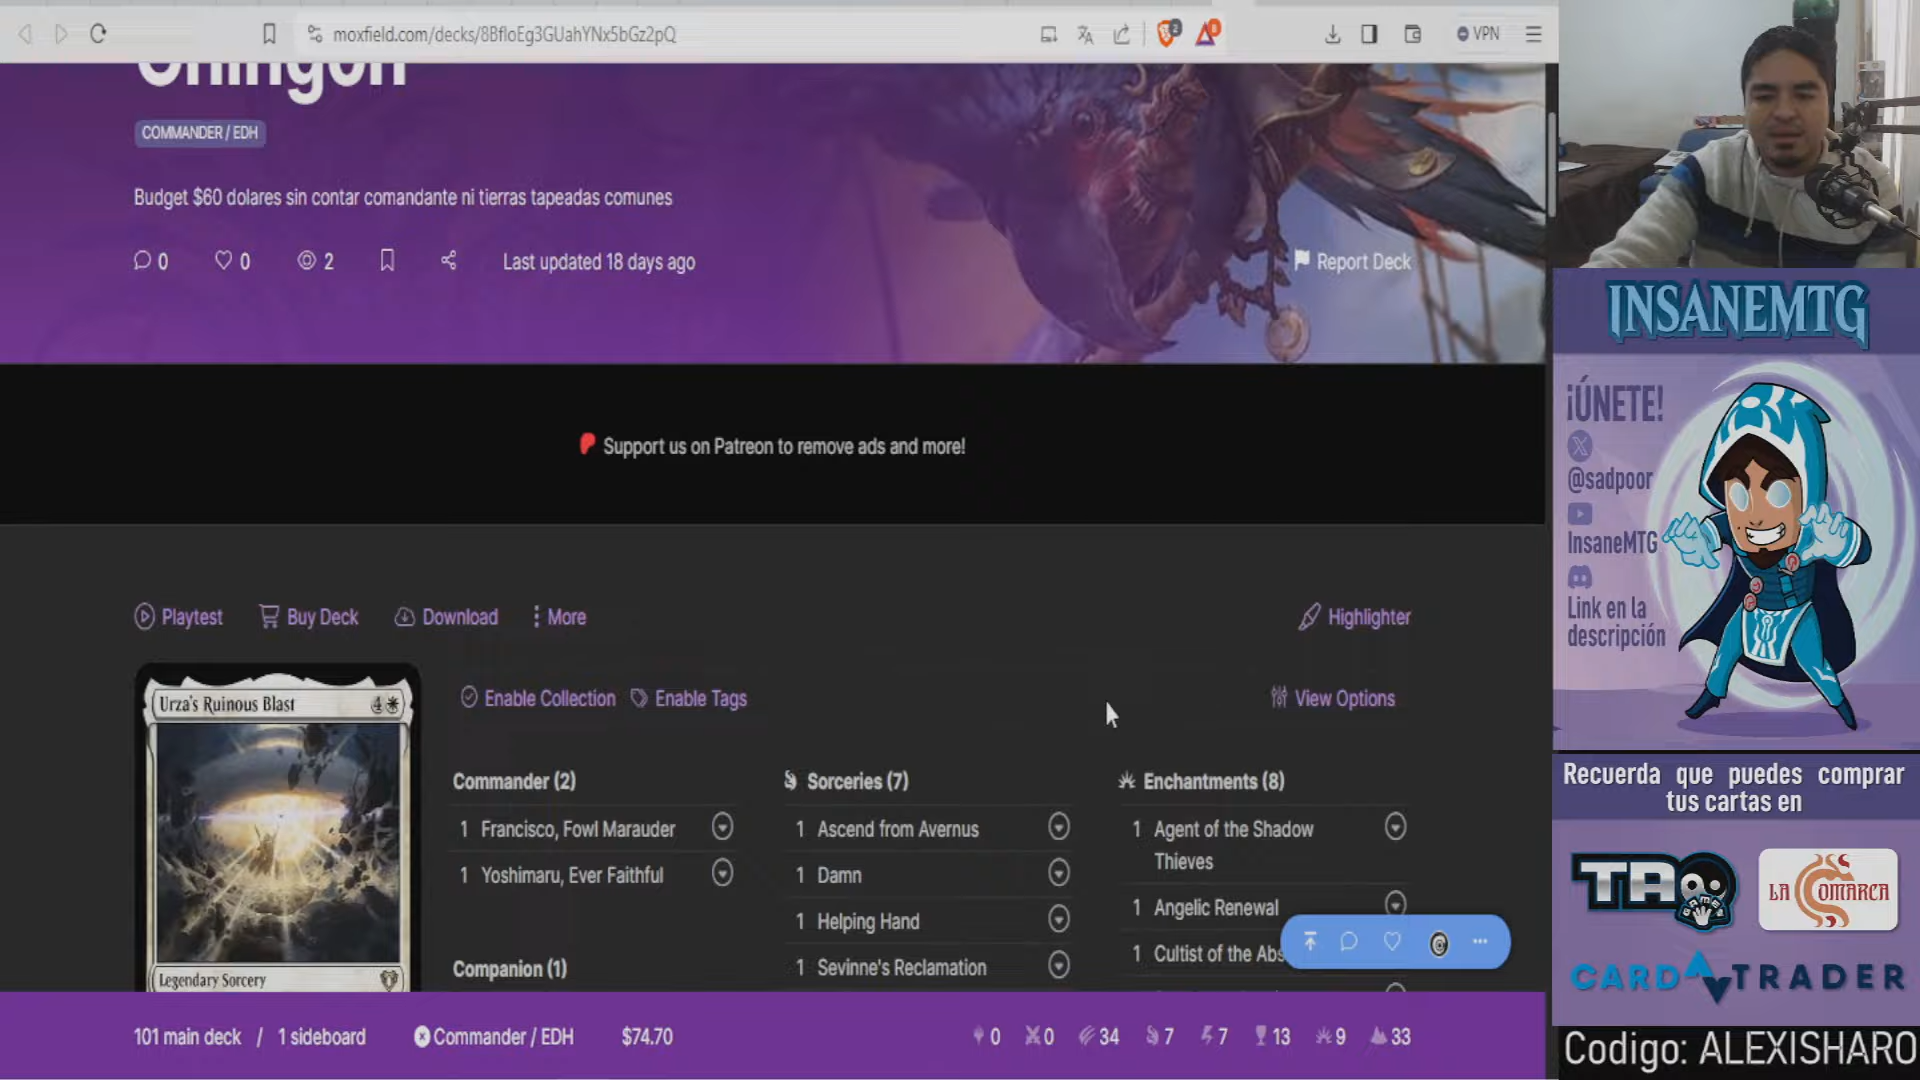 moxfield.com/decks/8BfloEg3GUahYNx5bGz2pQ
2
8
VPN
COMMANDER / EDH
Budget $60 dolares sin contar comandante ni tierras tapeadas comunes
0
0
2
Last updated 18 days ago
Report Deck
Support us on Patreon to remove ads and more!
Playtest
Buy Deck
Download
More
Highlighter
Urza's Ruinous Blast 4
Legendary Sorcery
Enable Collection
Enable Tags
View Options
Commander (2)
1 Francisco, Fowl Marauder
1 Yoshimaru, Ever Faithful
Companion (1)
Sorceries (7)
1 Ascend from Avernus
1 Damn
1 Helping Hand
1 Sevinne's Reclamation
Enchantments (8)
1 Agent of the Shadow
Thieves
1 Angelic Renewal
1 Cultist of the Abs
101 main deck / 1 sideboard
Commander / EDH
$74.70
0 0 34 7 7 13 9 33
INSANEMTG
¡ÚNETE!
@sadpoor
InsaneMTG
Link en la
descripción
Recuerda que puedes comprar
tus cartas en
TAO
GAMES
LA COMARCA
CARDTRADER
Codigo: ALEXISHARO